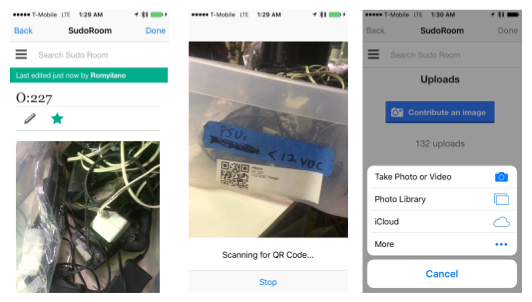 T-Mobile LTE 1:29 AM
Back SudoRoom Done
Search Sudo Room
Last edited just now by Romyilano
O:227
T-Mobile LTE 1:29 AM
PSUs
< 12 VDC
Scanning for QR Code...
Stop
T-Mobile LTE 1:30 AM
Back SudoRoom Done
Search Sudo Room
Uploads
Contribute an image
132 uploads
Take Photo or Video
Photo Library
iCloud
More
Cancel